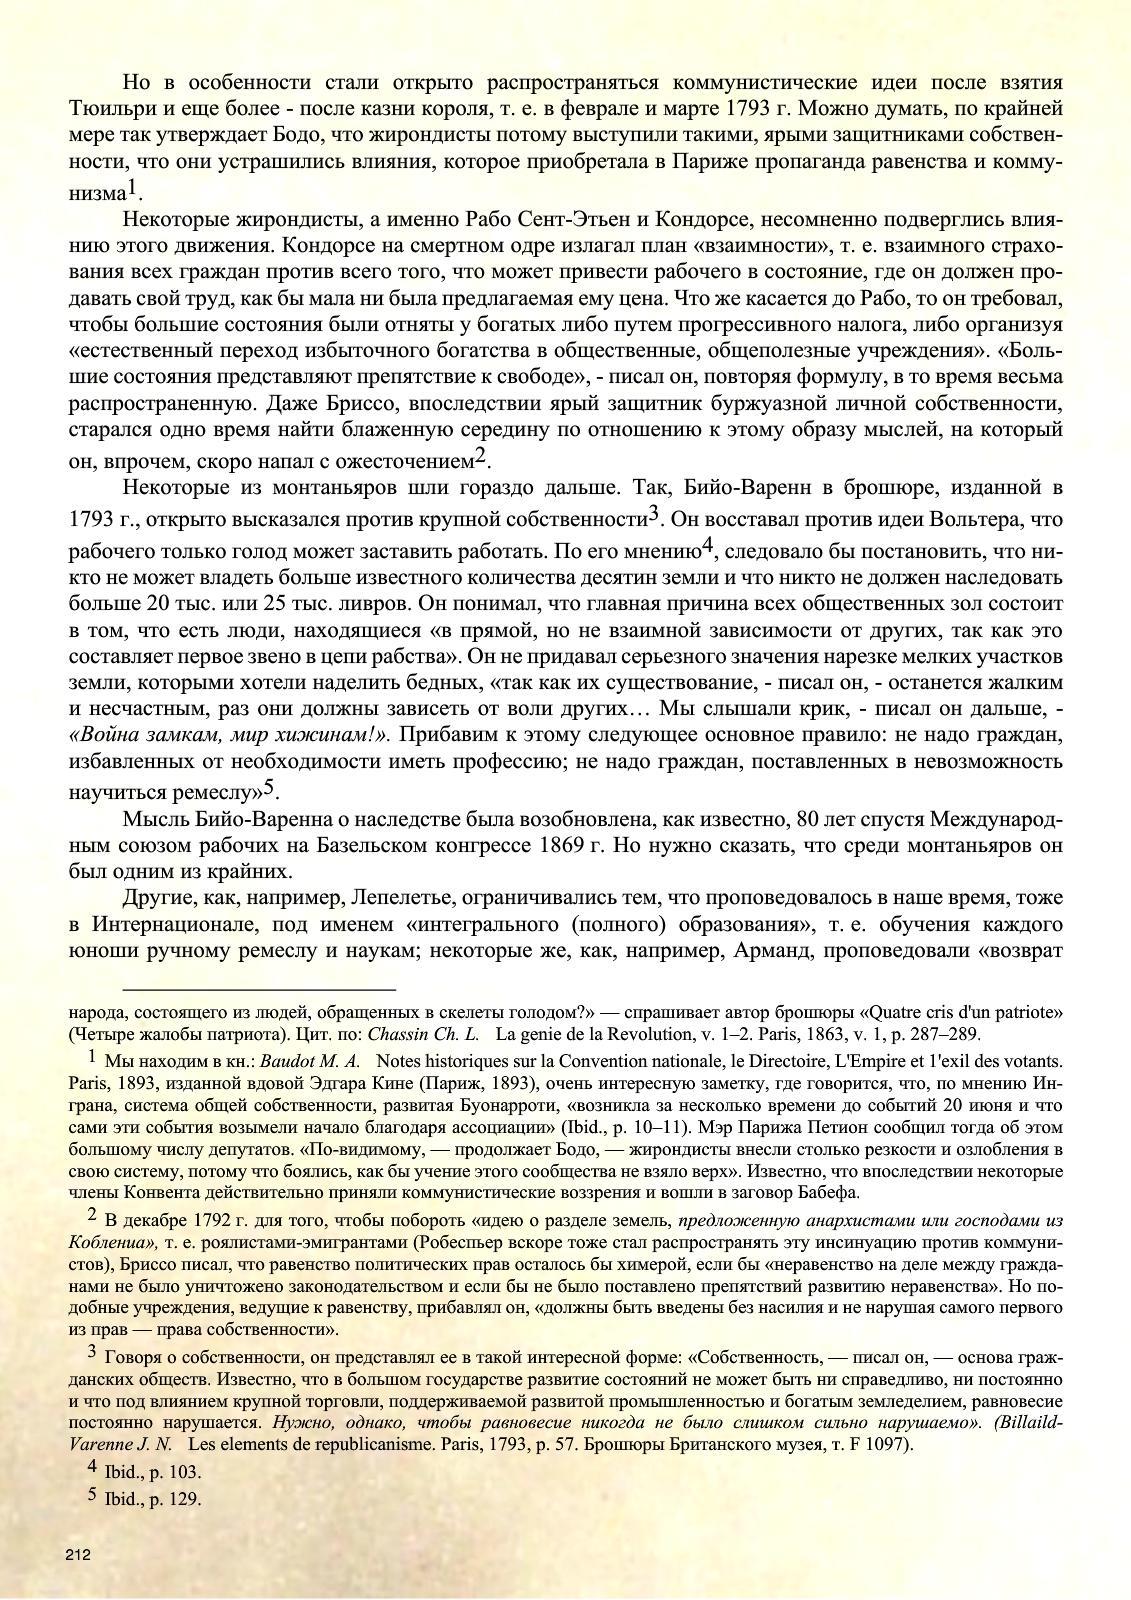 Но в особенности стали открыто распространяться коммунистические идеи после взятия
Тюильри и еще более - после казни короля, т. е. в феврале и марте 1793 г. Можно думать, по крайней
мере так утверждает Бодо, что жирондисты потому выступили такими, ярыми защитниками собствен-
ности, что они устрашились влияния, которое приобретала в Париже пропаганда равенства и комму-
низма1.
Некоторые жирондисты, а именно Рабо Сент-Этьен и Кондорсе, несомненно подверглись влия-
нию этого движения. Кондорсе на смертном одре излагал план «взаимности», т. е. взаимного страхо-
вания всех граждан против всего того, что может привести рабочего в состояние, где он должен про-
давать свой труд, как бы мала ни была предлагаемая ему цена. Что же касается до Рабо, то он требовал,
чтобы большие состояния были отняты у богатых либо путем прогрессивного налога, либо организуя
«естественный переход избыточного богатства в общественные, общеполезные учреждения». «Боль-
шие состояния представляют препятствие к свободе», - писал он, повторяя формулу, в то время весьма
распространенную. Даже Бриссо, впоследствии ярый защитник буржуазной личной собственности,
старался одно время найти блаженную середину по отношению к этому образу мыслей, на который
он, впрочем, скоро напал с ожесточением2.
Некоторые из монтаньяров шли гораздо дальше. Так, Бийо-Варенн в брошюре, изданной в
1793 г., открыто высказался против крупной собственности3. Он восставал против идеи Вольтера, что
рабочего только голод может заставить работать. По его мнению4, следовало бы постановить, что ни-
кто не может владеть больше известного количества десятин земли и что никто не должен наследовать
больше 20 тыс. или 25 тыс. ливров. Он понимал, что главная причина всех общественных зол состоит
в том, что есть люди, находящиеся «в прямой, но не взаимной зависимости от других, так как это
составляет первое звено в цепи рабства». Он не придавал серьезного значения нарезке мелких участков
земли, которыми хотели наделить бедных, «так как их существование, - писал он, - останется жалким
и несчастным, раз они должны зависеть от воли других… Мы слышали крик, - писал он дальше, -
«Война замкам, мир хижинам!». Прибавим к этому следующее основное правило: не надо граждан,
избавленных от необходимости иметь профессию; не надо граждан, поставленных в невозможность
научиться ремеслу»5.
Мысль Бийо-Варенна о наследстве была возобновлена, как известно, 80 лет спустя Международ-
ным союзом рабочих на Базельском конгрессе 1869 г. Но нужно сказать, что среди монтаньяров он
был одним из крайних.
Другие, как, например, Лепелетье, ограничивались тем, что проповедовалось в наше время, тоже
в Интернационале, под именем «интегрального (полного) образования», т. е. обучения каждого
юноши ручному ремеслу и наукам; некоторые же, как, например, Арманд, проповедовали «возврат
народа, состоящего из людей, обращенных в скелеты голодом?» — спрашивает автор брошюры «Quatre cris d'un patriote»
(Четыре жалобы патриота). Цит. по: Chassin Ch. L. La genie de la Revolution, v. 1–2. Paris, 1863, v. 1, p. 287–289.
1 Мы находим в кн.: Baudot M. A. Notes historiques sur la Convention nationale, le Directoire, L'Empire et 1'exil des votants.
Paris, 1893, изданной вдовой Эдгара Кине (Париж, 1893), очень интересную заметку, где говорится, что, по мнению Ин-
грана, система общей собственности, развитая Буонарроти, «возникла за несколько времени до событий 20 июня и что
сами эти события возымели начало благодаря ассоциации» (Ibid., p. 10–11). Мэр Парижа Петион сообщил тогда об этом
большому числу депутатов. «По-видимому, — продолжает Бодо, — жирондисты внесли столько резкости и озлобления в
свою систему, потому что боялись, как бы учение этого сообщества не взяло верх». Известно, что впоследствии некоторые
члены Конвента действительно приняли коммунистические воззрения и вошли в заговор Бабефа.
2 В декабре 1792 г. для того, чтобы побороть «идею о разделе земель, предложенную анархистами или господами из
Кобленца», т. е. роялистами-эмигрантами (Робеспьер вскоре тоже стал распространять эту инсинуацию против коммуни-
стов), Бриссо писал, что равенство политических прав осталось бы химерой, если бы «неравенство на деле между гражда-
нами не было уничтожено законодательством и если бы не было поставлено препятствий развитию неравенства». Но по-
добные учреждения, ведущие к равенству, прибавлял он, «должны быть введены без насилия и не нарушая самого первого
из прав — права собственности».
3 Говоря о собственности, он представлял ее в такой интересной форме: «Собственность, — писал он, — основа граж-
данских обществ. Известно, что в большом государстве развитие состояний не может быть ни справедливо, ни постоянно
и что под влиянием крупной торговли, поддерживаемой развитой промышленностью и богатым земледелием, равновесие
постоянно нарушается. Нужно, однако, чтобы равновесие никогда не было слишком сильно нарушаемо». (Billaild-
Varenne J. N. Les elements de republicanisme. Paris, 1793, p. 57. Брошюры Британского музея, т. F 1097).
4 Ibid., p. 103.
5 Ibid., p. 129.
212